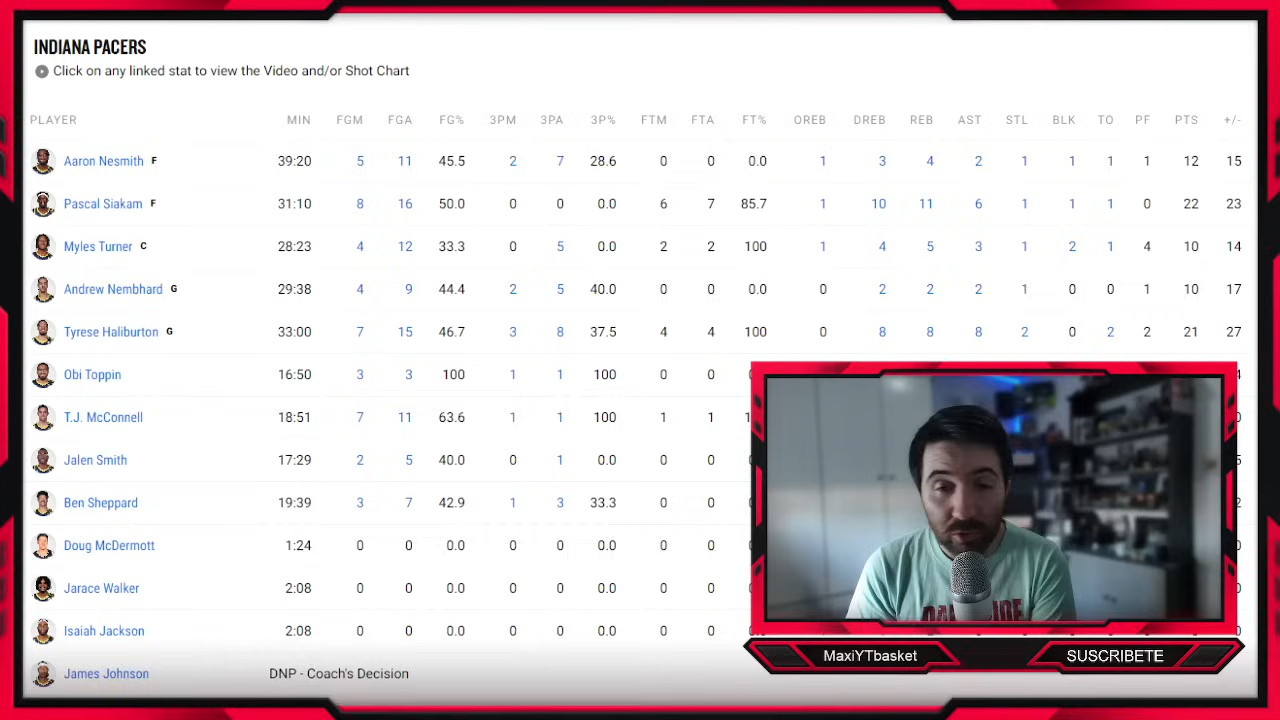 INDIANA PACERS
Click on any linked stat to view the Video and/or Shot Chart
PLAYER MIN FGM FGA FG% 3PM 3PA 3P% FTM FTA FT% OREB DREB REB AST STL BLK TO PF PTS +/-
Aaron Nesmith F 39:20 5 11 45.5 2 7 28.6 0 0 0.0 1 3 4 2 1 1 1 1 12 15
Pascal Siakam F 31:10 8 16 50.0 0 0 0.0 6 7 85.7 1 10 11 6 1 1 1 0 22 23
Myles Turner C 28:23 4 12 33.3 0 5 0.0 2 2 100 1 4 5 3 1 2 1 4 10 14
Andrew Nembhard G 29:38 4 9 44.4 2 5 40.0 0 0 0.0 0 2 2 2 1 0 0 1 10 17
Tyrese Haliburton G 33:00 7 15 46.7 3 8 37.5 4 4 100 0 8 8 8 2 0 2 2 21 27
Obi Toppin 16:50 3 3 100 1 1 100 0 0
T.J. McConnell 18:51 7 11 63.6 1 1 100 1 1
Jalen Smith 17:29 2 5 40.0 0 1 0.0 0 0
Ben Sheppard 19:39 3 7 42.9 1 3 33.3 0 0
Doug McDermott 1:24 0 0 0.0 0 0 0.0 0 0
Jarace Walker 2:08 0 0 0.0 0 0 0.0 0 0
Isaiah Jackson 2:08 0 0 0.0 0 0 0.0 0 0
James Johnson DNP - Coach's Decision
MaxiYTbasket
SUSCRIBETE